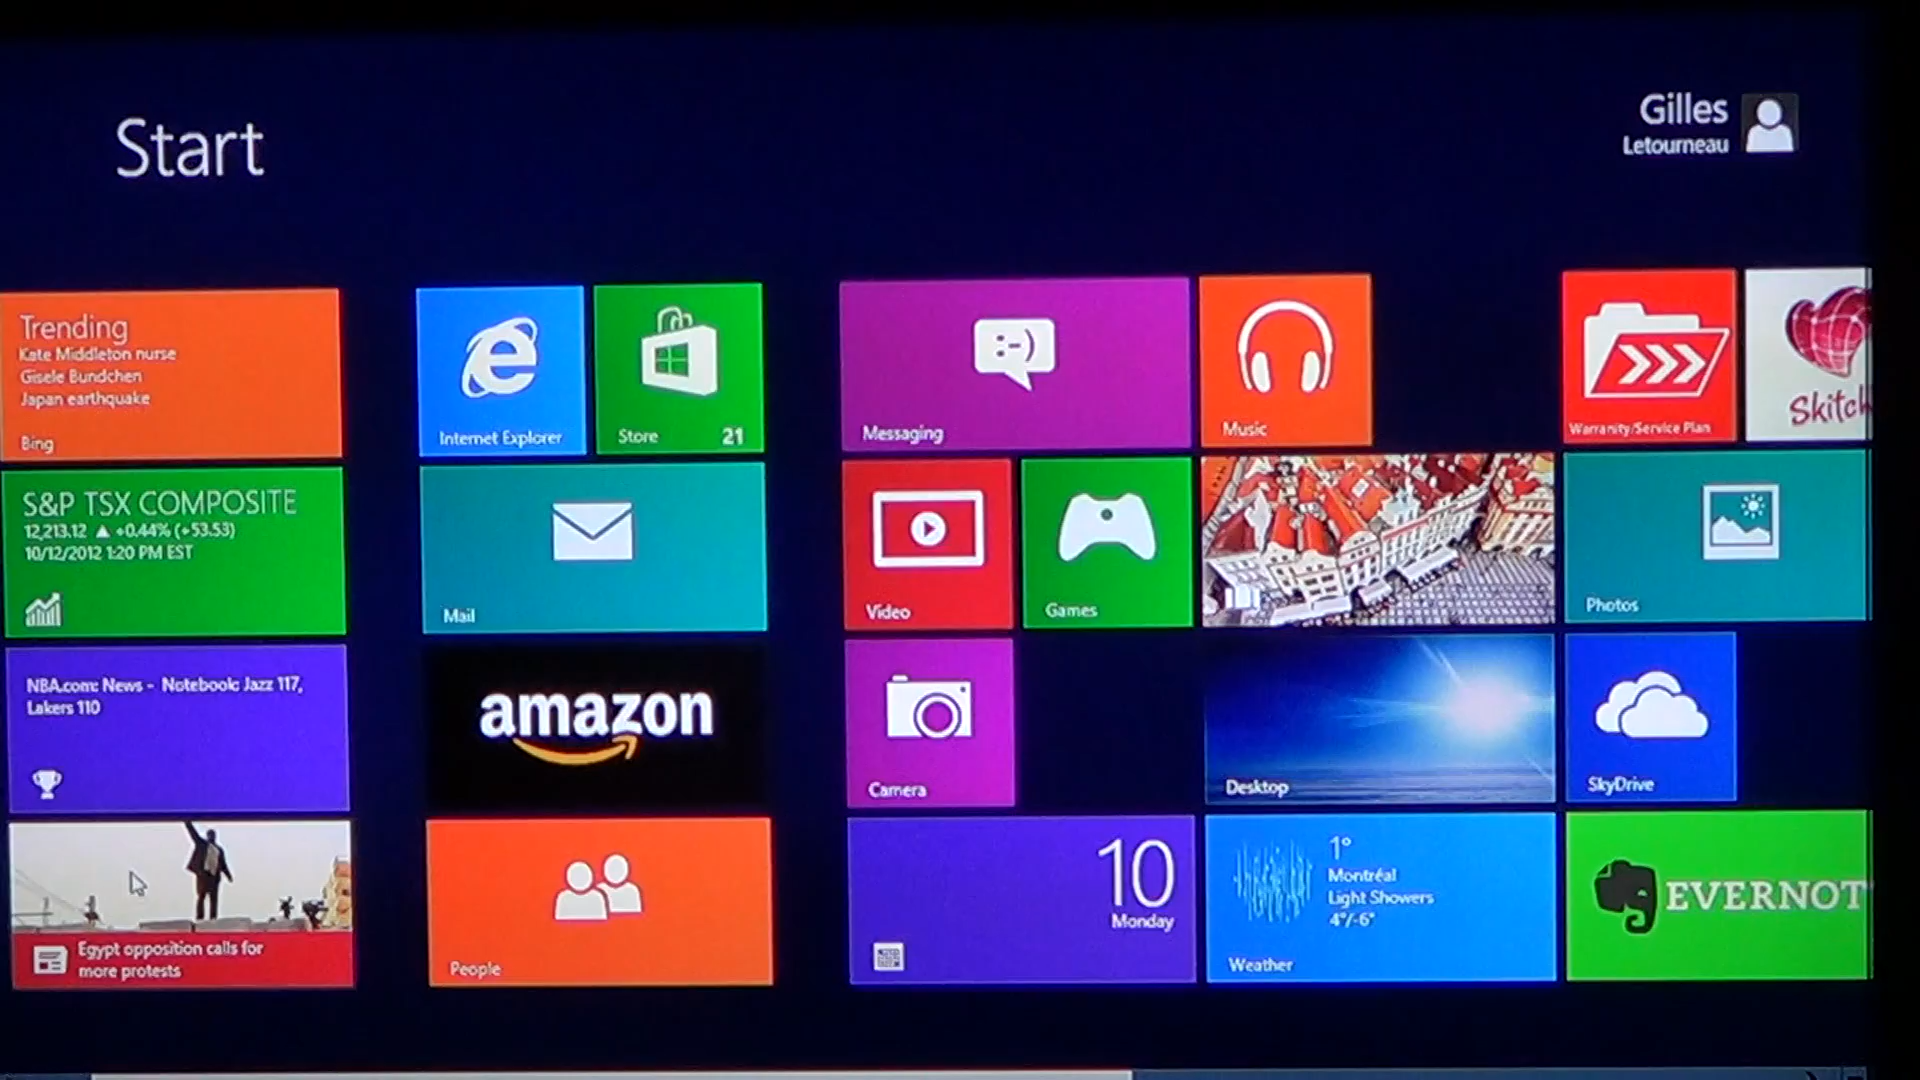 Start
Gilles
Letourneau
Trending
Kate Middleton nurse
Gisele Bundchen
Japan earthquake
Bing
Internet Explorer
Store 21
Messaging
:-)
Music
Warranty/Service Plan
Skitch
S&P TSX COMPOSITE
12,213.12 ▲ +0.44% (+53.53)
10/12/2012 1:20 PM EST
Mail
Video
Games
Photos
NBA.com: News - Notebook: Jazz 117,
Lakers 110
amazon
Camera
Desktop
SkyDrive
Egypt opposition calls for
more protests
People
10
Monday
1°
Montréal
Light Showers
4°/-6°
Weather
EVERNOT